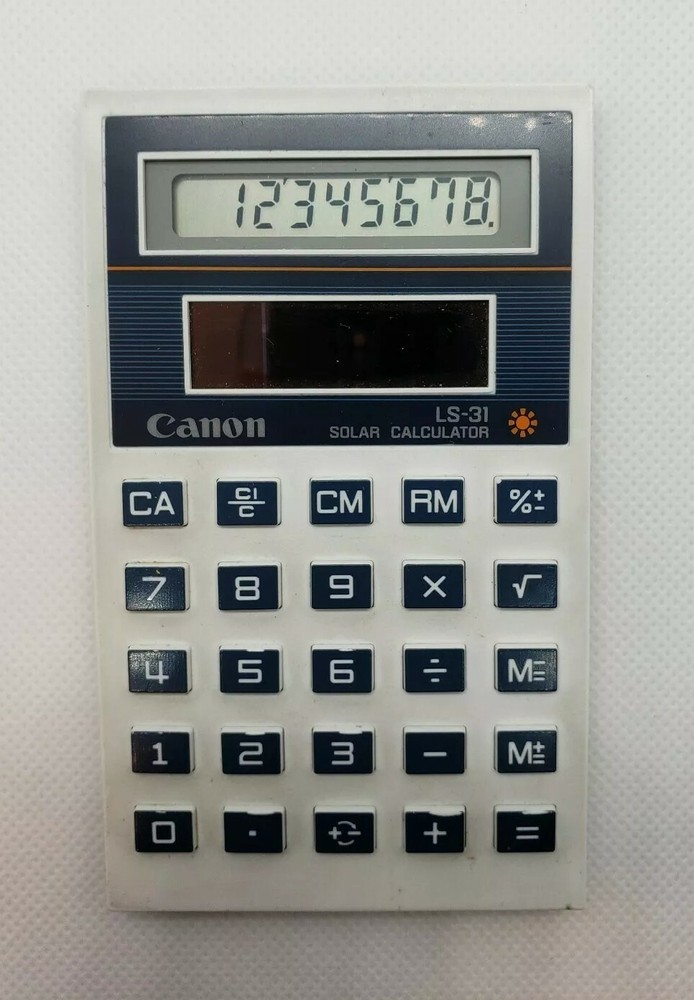 12345678.
Canon
LS-31
SOLAR CALCULATOR
CA CI/C CM RM %±
7 8 9 × √
4 5 6 ÷ M=
1 2 3 − M±
0 · +- + =